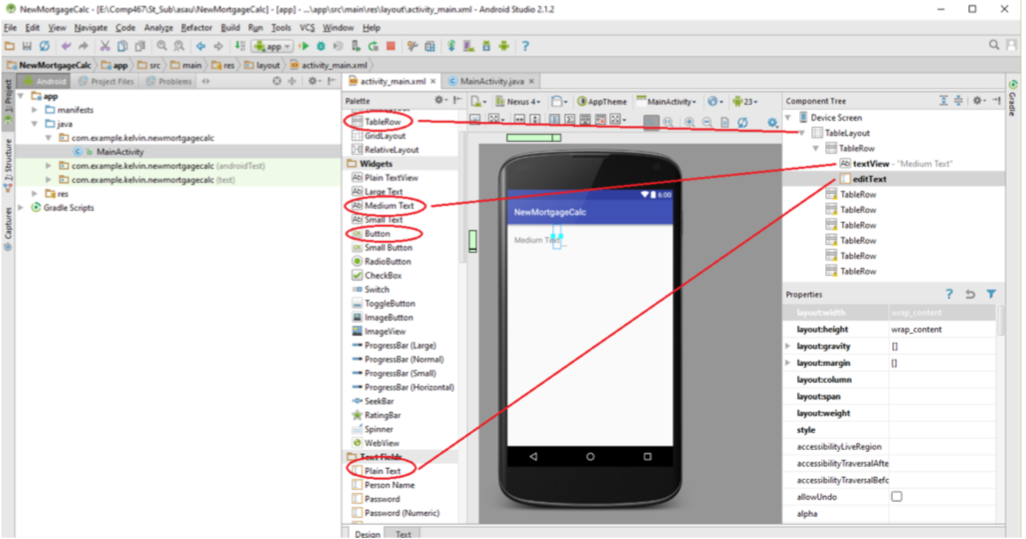 NewMortgageCalc - [E:\Comp467\St_Sub\asau\NewMortgageCalc] - [app] - ...\app\src\main\res\layout\activity_main.xml - Android Studio 2.1.2
File Edit View Navigate Code Analyze Refactor Build Run Tools VCS Window Help
app
NewMortgageCalc app src main res layout activity_main.xml
Android Project Files Problems
activity_main.xml MainActivity.java
1: Project
2: Structure
Captures
app
manifests
java
com.example.kelvin.newmortgagecalc
MainActivity
com.example.kelvin.newmortgagecalc (androidTest)
com.example.kelvin.newmortgagecalc (test)
res
Gradle Scripts
Palette
TableRow
GridLayout
RelativeLayout
Widgets
Plain TextView
Large Text
Medium Text
Small Text
Button
Small Button
RadioButton
CheckBox
Switch
ToggleButton
ImageButton
ImageView
ProgressBar (Large)
ProgressBar (Normal)
ProgressBar (Small)
ProgressBar (Horizontal)
SeekBar
RatingBar
Spinner
WebView
Text Fields
Plain Text
Person Name
Password
Password (Numeric)
Design Text
Nexus 4 AppTheme MainActivity 23
6:00
NewMortgageCalc
Medium Text
Component Tree
Device Screen
TableLayout
TableRow
textView - "Medium Text"
editText
TableRow
TableRow
TableRow
TableRow
TableRow
TableRow
Properties
layout:width wrap_content
layout:height wrap_content
layout:gravity []
layout:margin []
layout:column
layout:span
layout:weight
style
accessibilityLiveRegion
accessibilityTraversalAfte
accessibilityTraversalBefo
allowUndo
alpha
Gradle